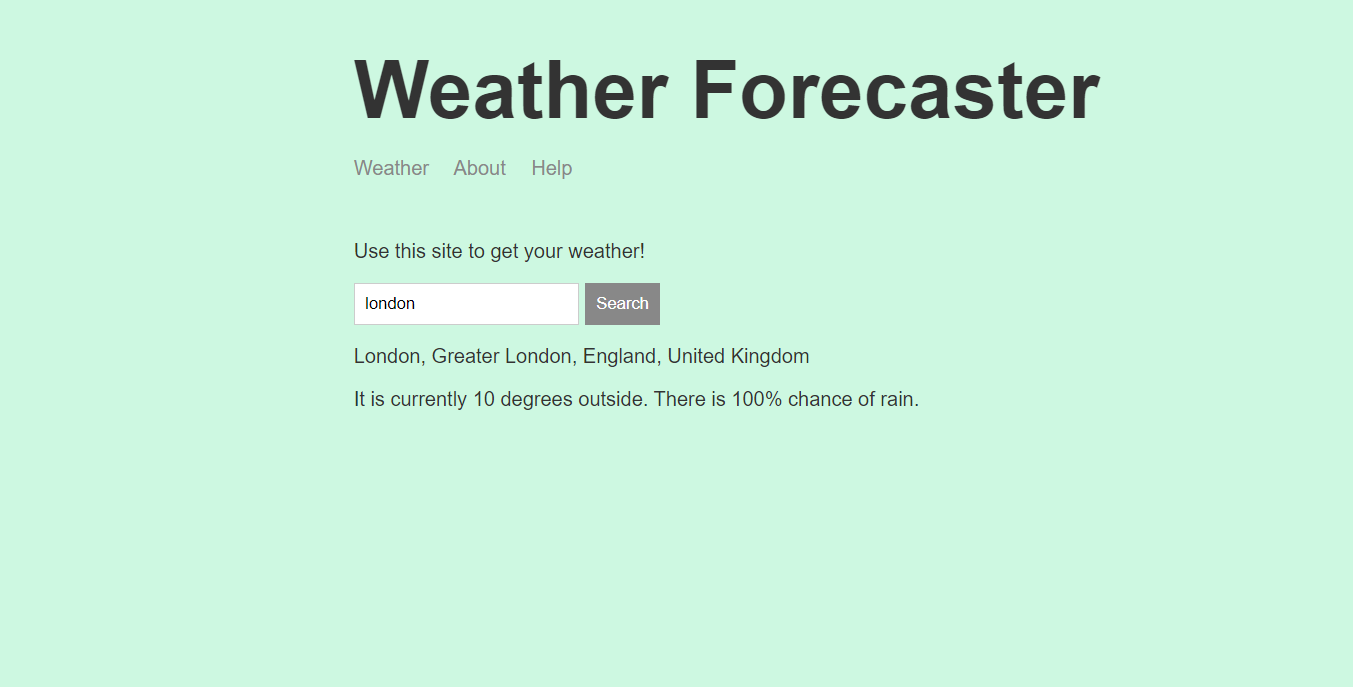 Weather Forecaster
Weather About Help
Use this site to get your weather!
london Search
London, Greater London, England, United Kingdom
It is currently 10 degrees outside. There is 100% chance of rain.